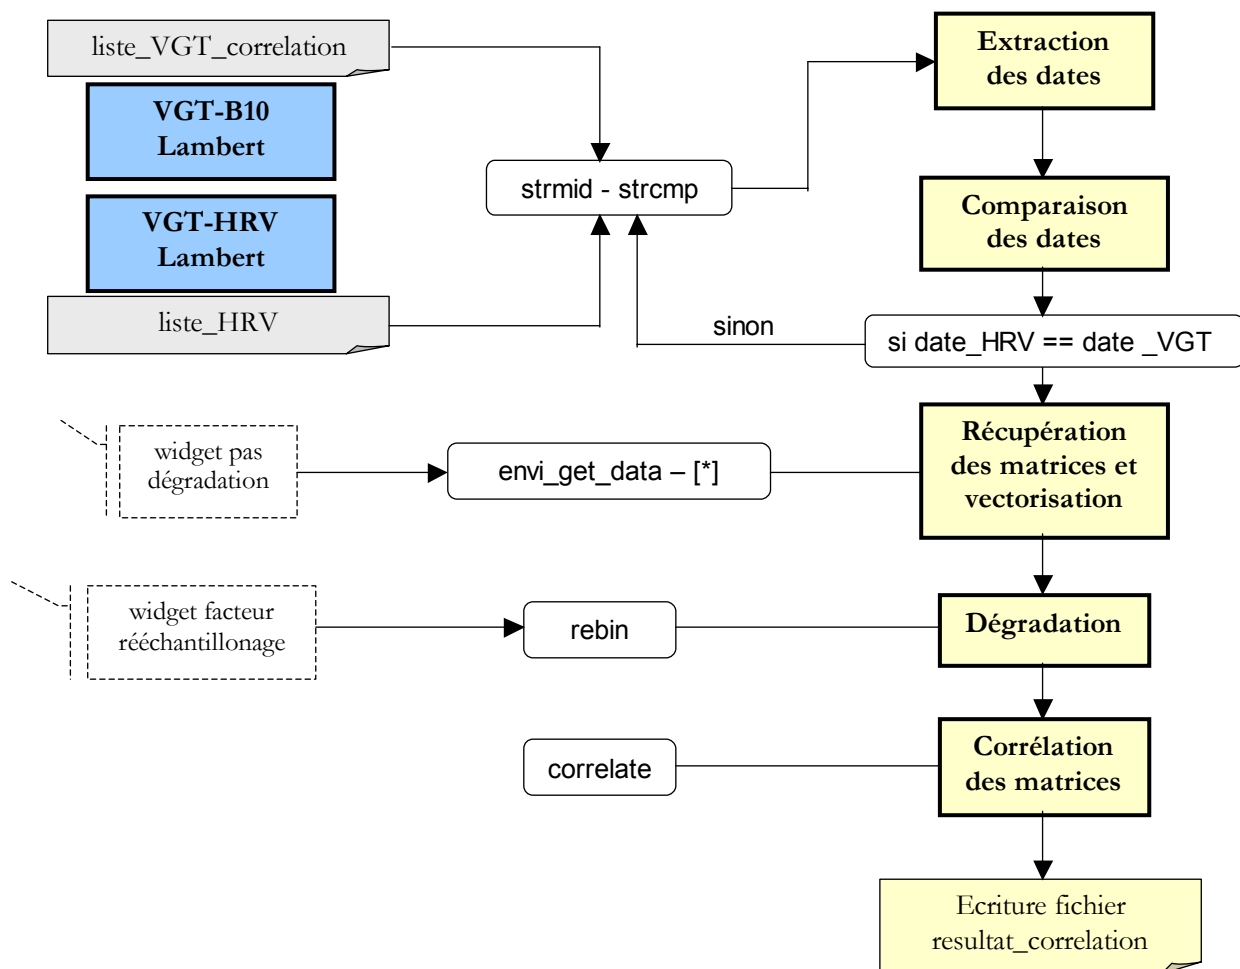 liste_VGT_correlation
VGT-B10
Lambert
VGT-HRV
Lambert
liste_HRV
strmid - strcmp
Extraction
des dates
Comparaison
des dates
sinon
si date_HRV == date _VGT
widget pas
dégradation
envi_get_data – [*]
Récupération
des matrices et
vectorisation
widget facteur
rééchantillonage
rebin
Dégradation
correlate
Corrélation
des matrices
Ecriture fichier
resultat_correlation